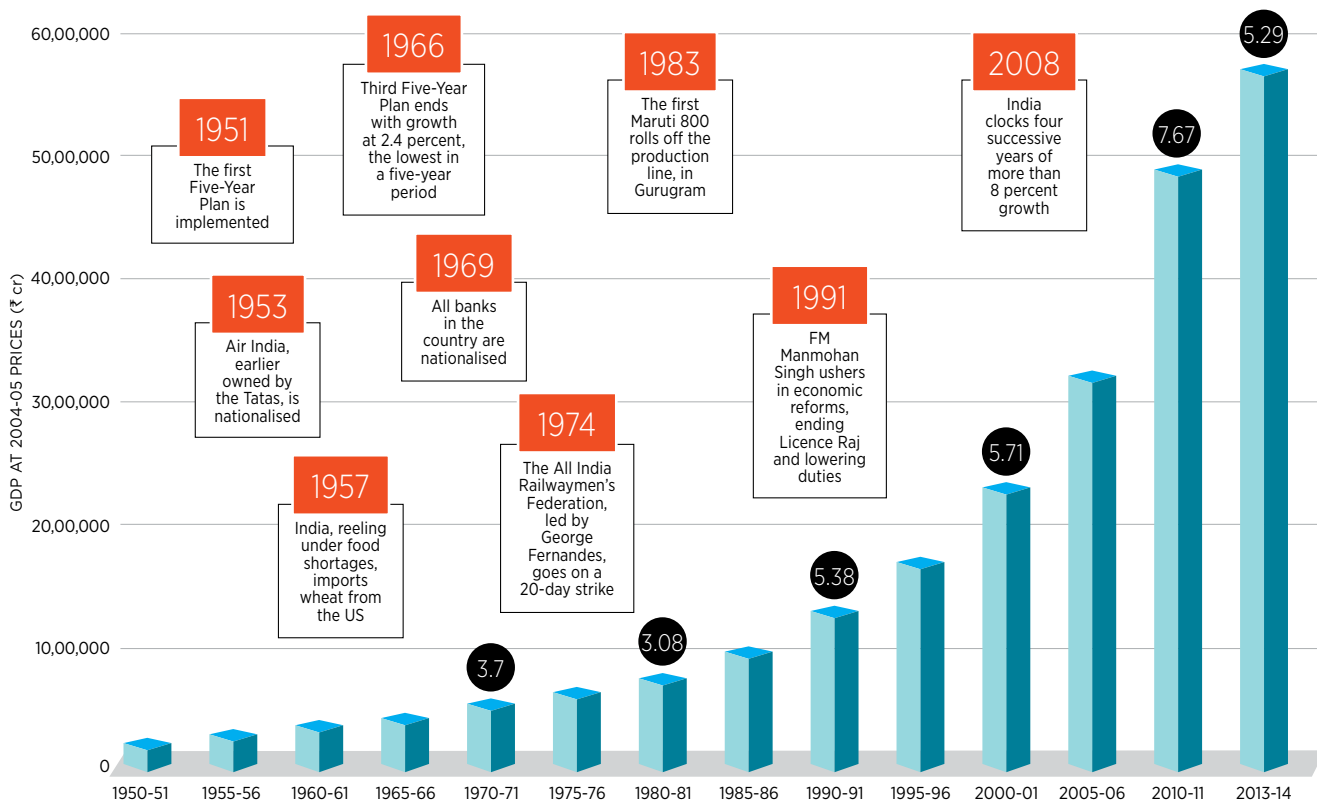 GDP AT 2004-05 PRICES (₹ cr)
60,00,000
50,00,000
40,00,000
30,00,000
20,00,000
10,00,000
0
1951
The first
Five-Year
Plan is
implemented
1953
Air India,
earlier
owned by
the Tatas, is
nationalised
1957
India, reeling
under food
shortages,
imports
wheat from
the US
1966
Third Five-Year
Plan ends
with growth
at 2.4 percent,
the lowest in
a five-year
period
1969
All banks
in the
country are
nationalised
1974
The All India
Railwaymen's
Federation,
led by
George
Fernandes,
goes on a
20-day strike
1983
The first
Maruti 800
rolls off the
production
line, in
Gurugram
1991
FM
Manmohan
Singh ushers
in economic
reforms,
ending
Licence Raj
and lowering
duties
2008
India
clocks four
successive
years of
more than
8 percent
growth
3.7
3.08
5.38
5.71
7.67
5.29
1950-51 1955-56 1960-61 1965-66 1970-71 1975-76 1980-81 1985-86 1990-91 1995-96 2000-01 2005-06 2010-11 2013-14